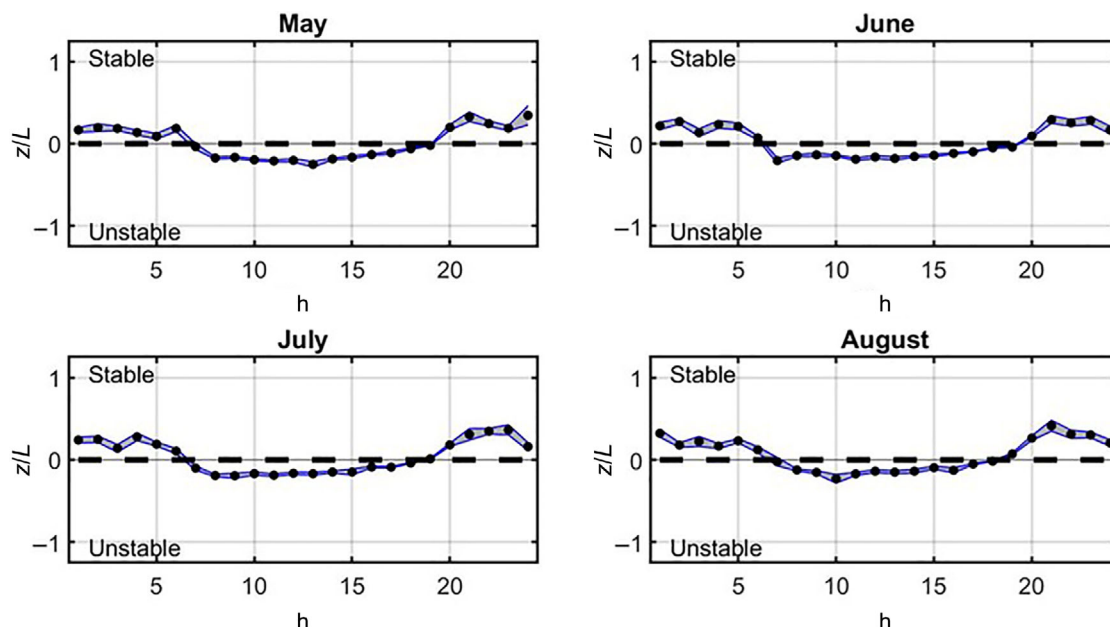 May
Stable
1
0
–1
z/L
Unstable
5 10 15 20
h
June
Stable
1
0
–1
z/L
Unstable
5 10 15 20
h
July
Stable
1
0
–1
z/L
Unstable
5 10 15 20
h
August
Stable
1
0
–1
z/L
Unstable
5 10 15 20
h